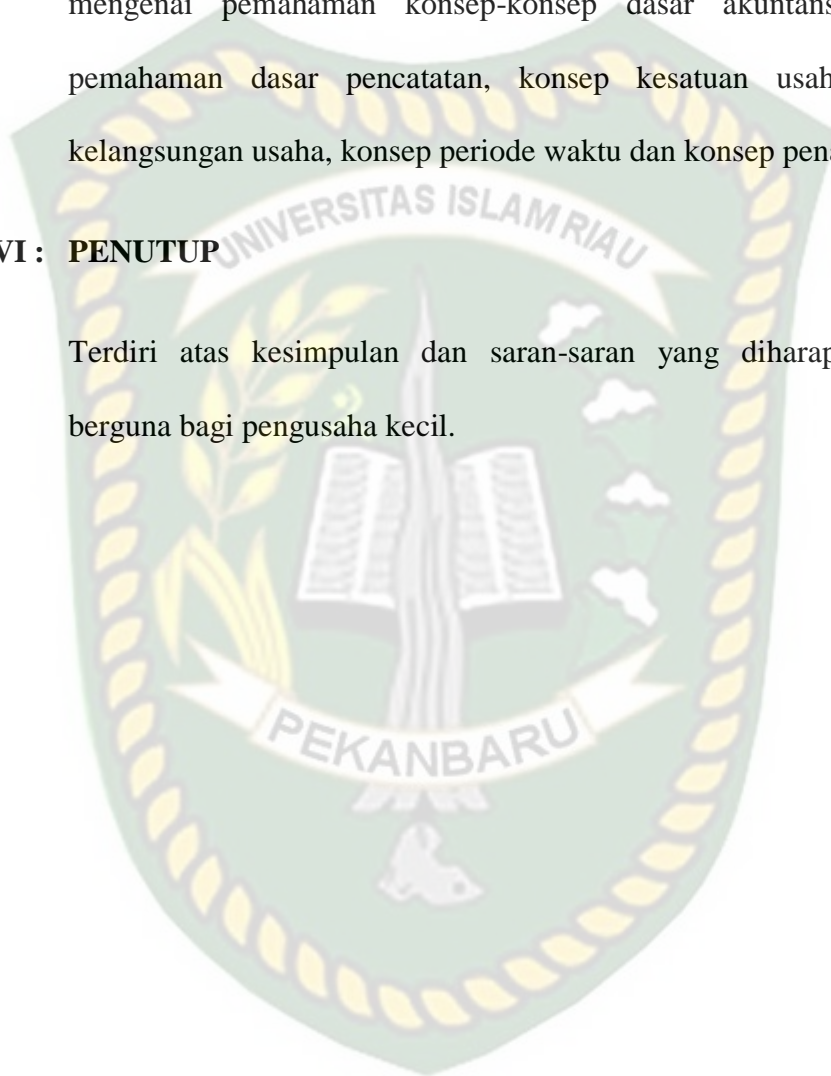 mengenai pemahaman konsep-konsep dasar akuntans
pemahaman dasar pencatatan, konsep kesatuan usah
kelangsungan usaha, konsep periode waktu dan konsep pena
VI : PENUTUP
Terdiri atas kesimpulan dan saran-saran yang diharap
berguna bagi pengusaha kecil.
UNIVERSITAS ISLAM RIAU
PEKANBARU